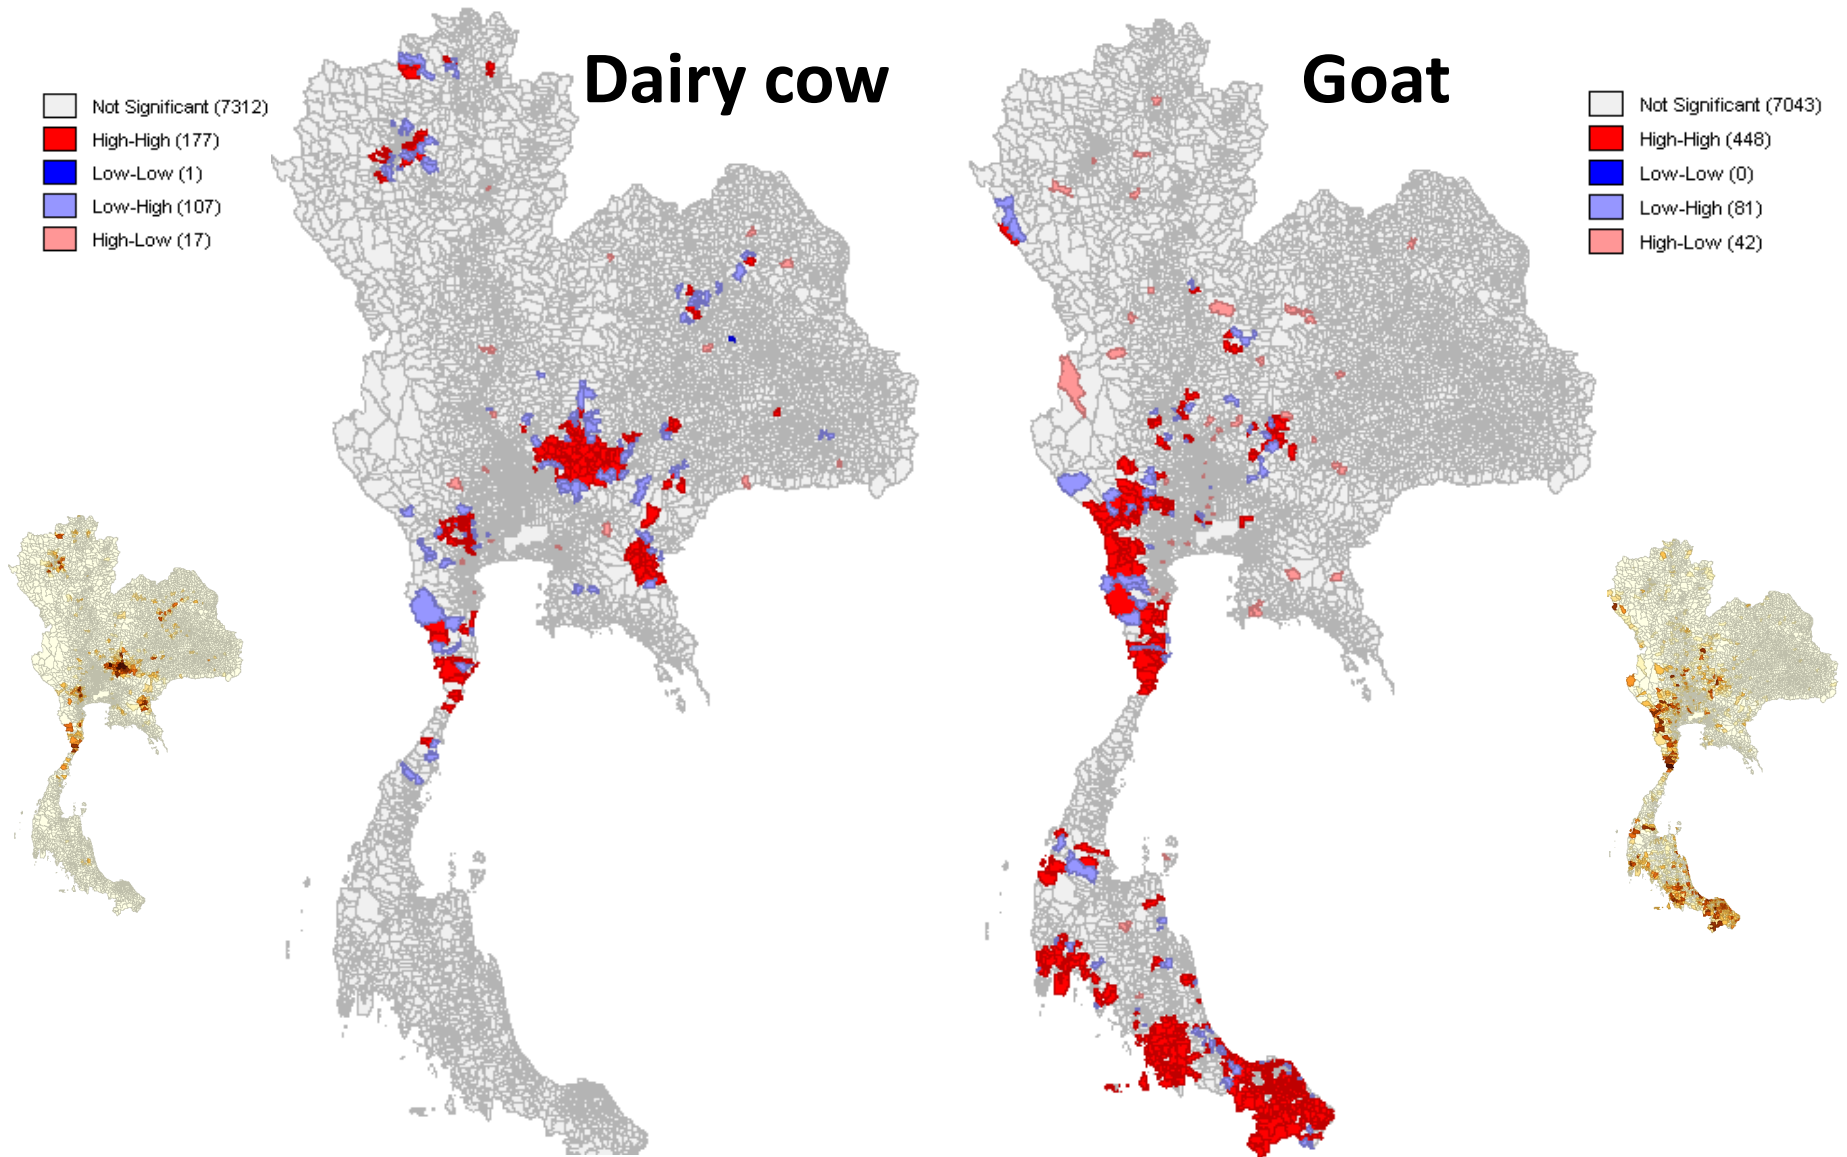 Dairy cow
Not Significant (7312)
High-High (177)
Low-Low (1)
Low-High (107)
High-Low (17)
Goat
Not Significant (7043)
High-High (448)
Low-Low (0)
Low-High (81)
High-Low (42)